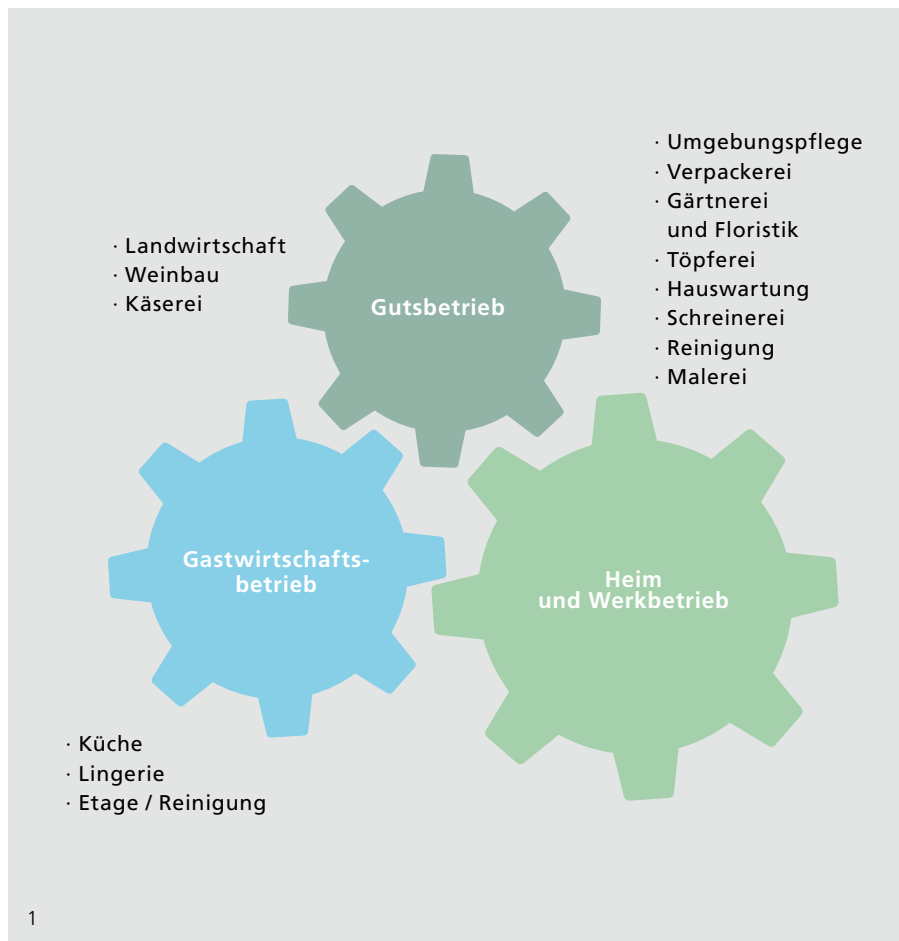 · Umgebungspflege
· Verpackerei
· Gärtnerei
und Floristik
· Töpferei
· Hauswartung
· Schreinerei
· Reinigung
· Malerei
· Landwirtschaft
· Weinbau
· Käserei
Gutsbetrieb
Gastwirtschafts-
betrieb
Heim
und Werkbetrieb
· Küche
· Lingerie
· Etage / Reinigung
1